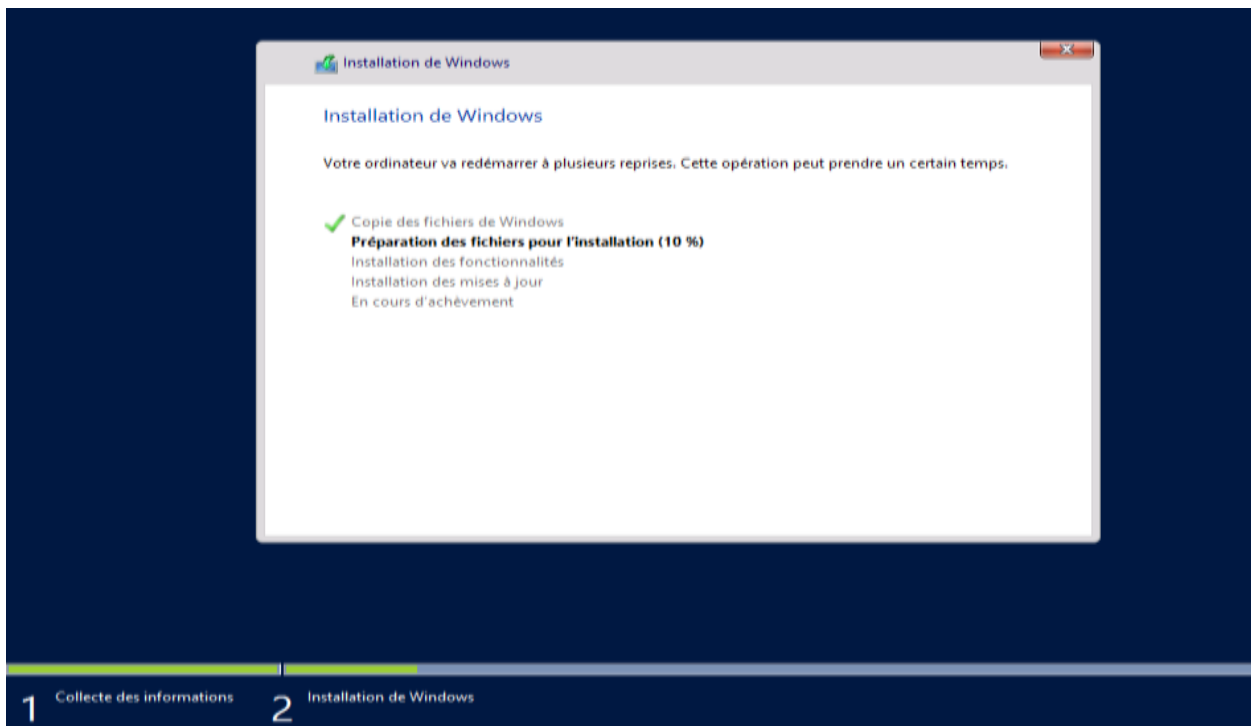 Installation de Windows
Installation de Windows
Votre ordinateur va redémarrer à plusieurs reprises. Cette opération peut prendre un certain temps.
Copie des fichiers de Windows
Préparation des fichiers pour l'installation (10 %)
Installation des fonctionnalités
Installation des mises à jour
En cours d'achèvement
1 Collecte des informations 2 Installation de Windows